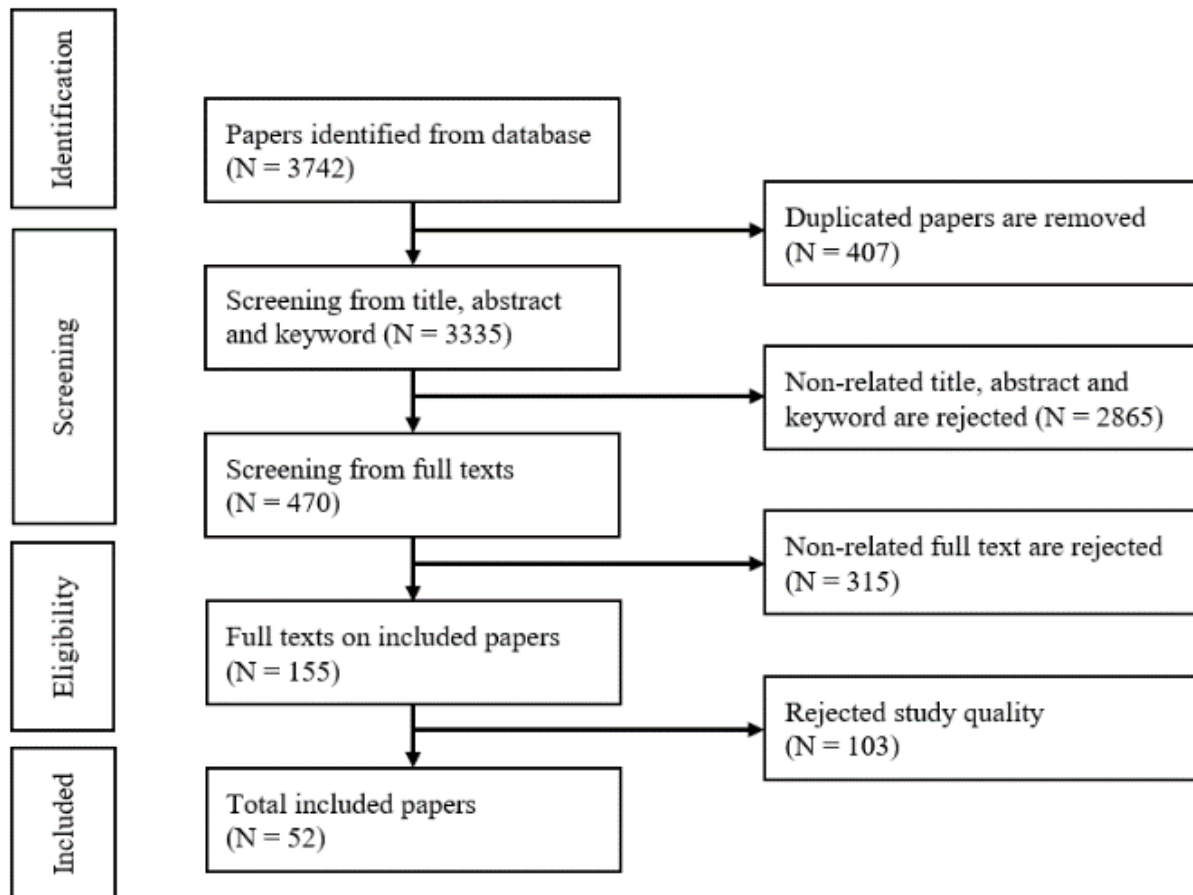 Identification
Papers identified from database
(N = 3742)
Duplicated papers are removed
(N = 407)
Screening
Screening from title, abstract
and keyword (N = 3335)
Non-related title, abstract and
keyword are rejected (N = 2865)
Screening from full texts
(N = 470)
Non-related full text are rejected
(N = 315)
Eligibility
Full texts on included papers
(N = 155)
Rejected study quality
(N = 103)
Included
Total included papers
(N = 52)